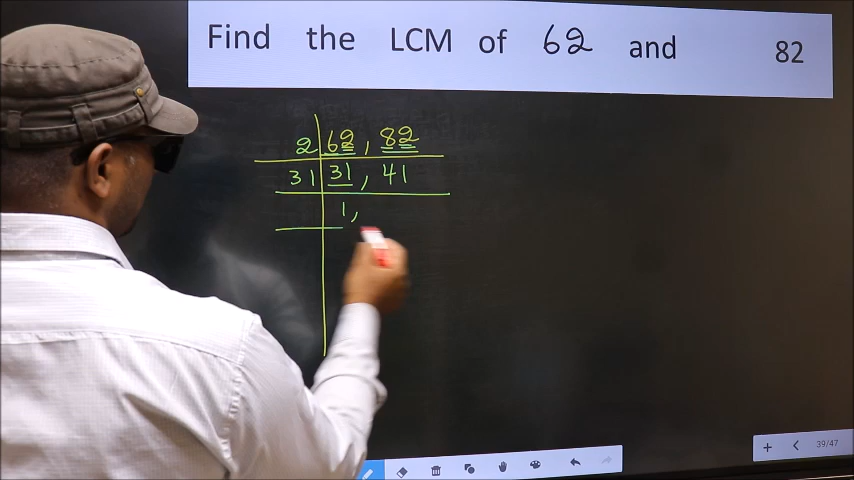 Find the LCM of 62 and 82
2 62 , 82
31 31 , 41
1 ,
39/47